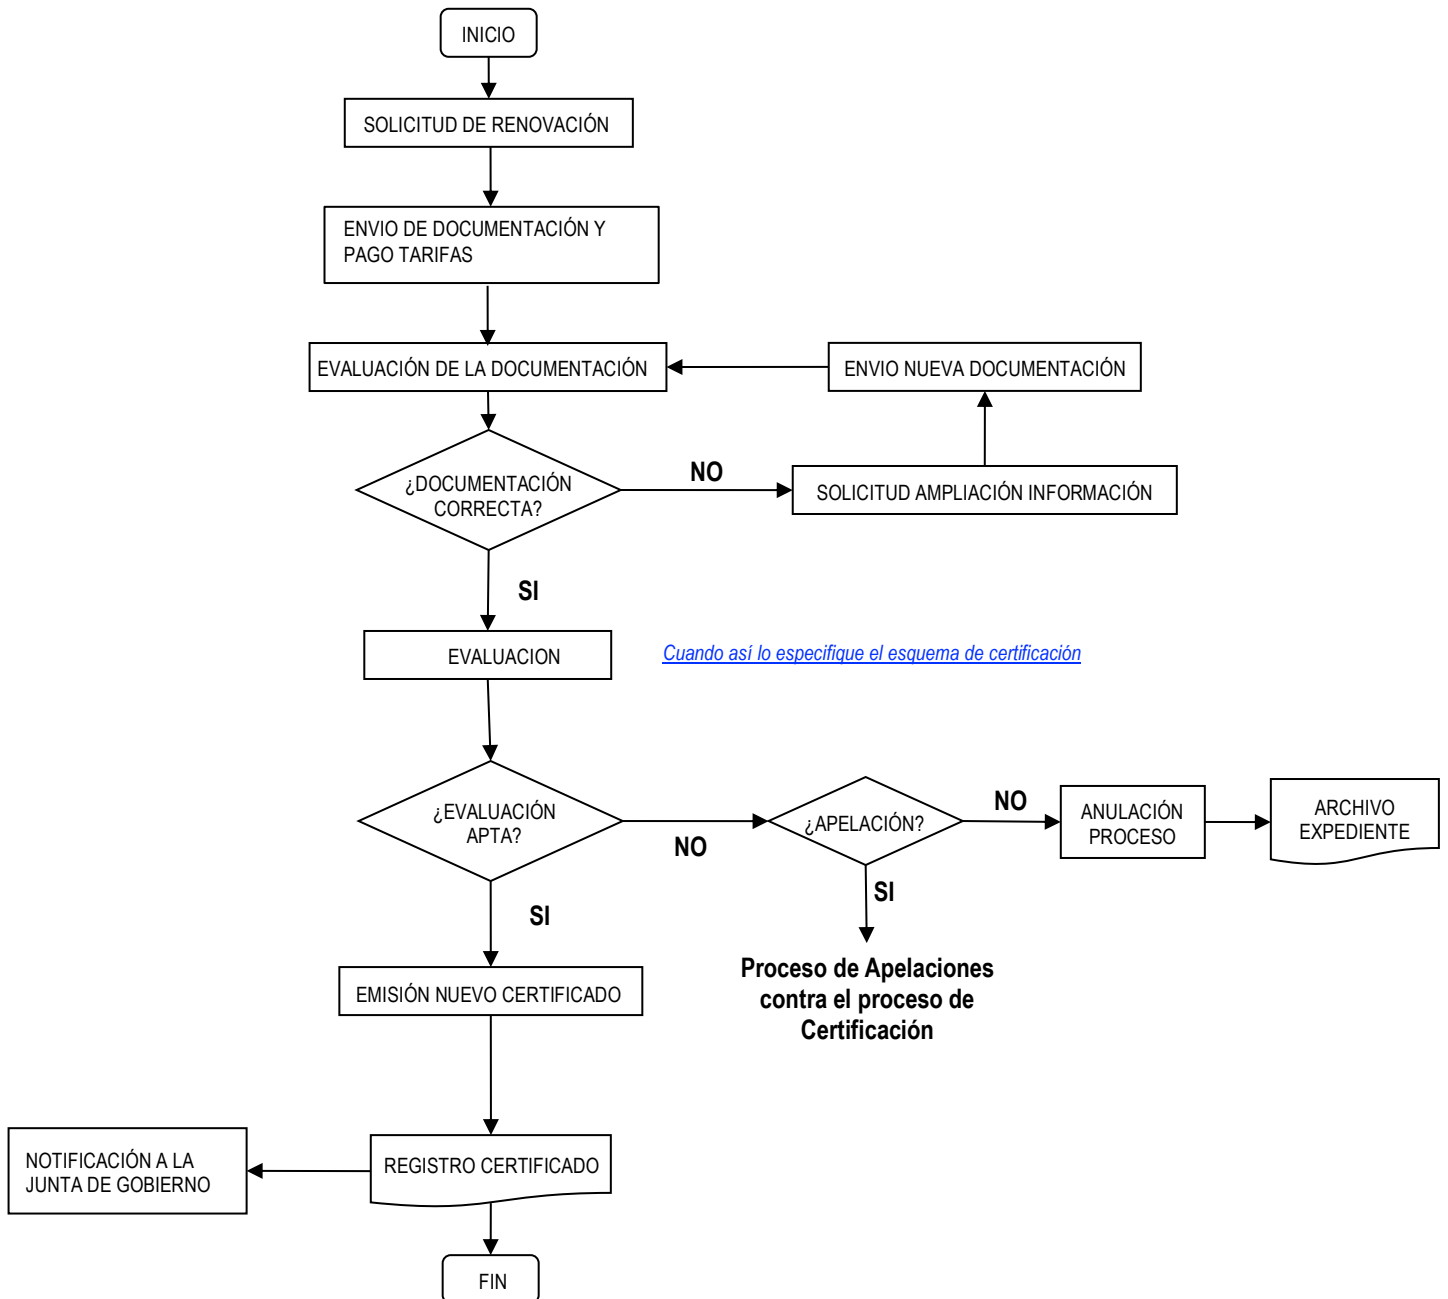 INICIO
SOLICITUD DE RENOVACIÓN
ENVIO DE DOCUMENTACIÓN Y
PAGO TARIFAS
EVALUACIÓN DE LA DOCUMENTACIÓN
ENVIO NUEVA DOCUMENTACIÓN
¿DOCUMENTACIÓN
CORRECTA?
NO
SOLICITUD AMPLIACIÓN INFORMACIÓN
SI
EVALUACION
Cuando así lo especifique el esquema de certificación
¿EVALUACIÓN
APTA?
NO
¿APELACIÓN?
NO
ANULACIÓN
PROCESO
ARCHIVO
EXPEDIENTE
SI
SI
Proceso de Apelaciones
contra el proceso de
Certificación
EMISIÓN NUEVO CERTIFICADO
REGISTRO CERTIFICADO
NOTIFICACIÓN A LA
JUNTA DE GOBIERNO
FIN